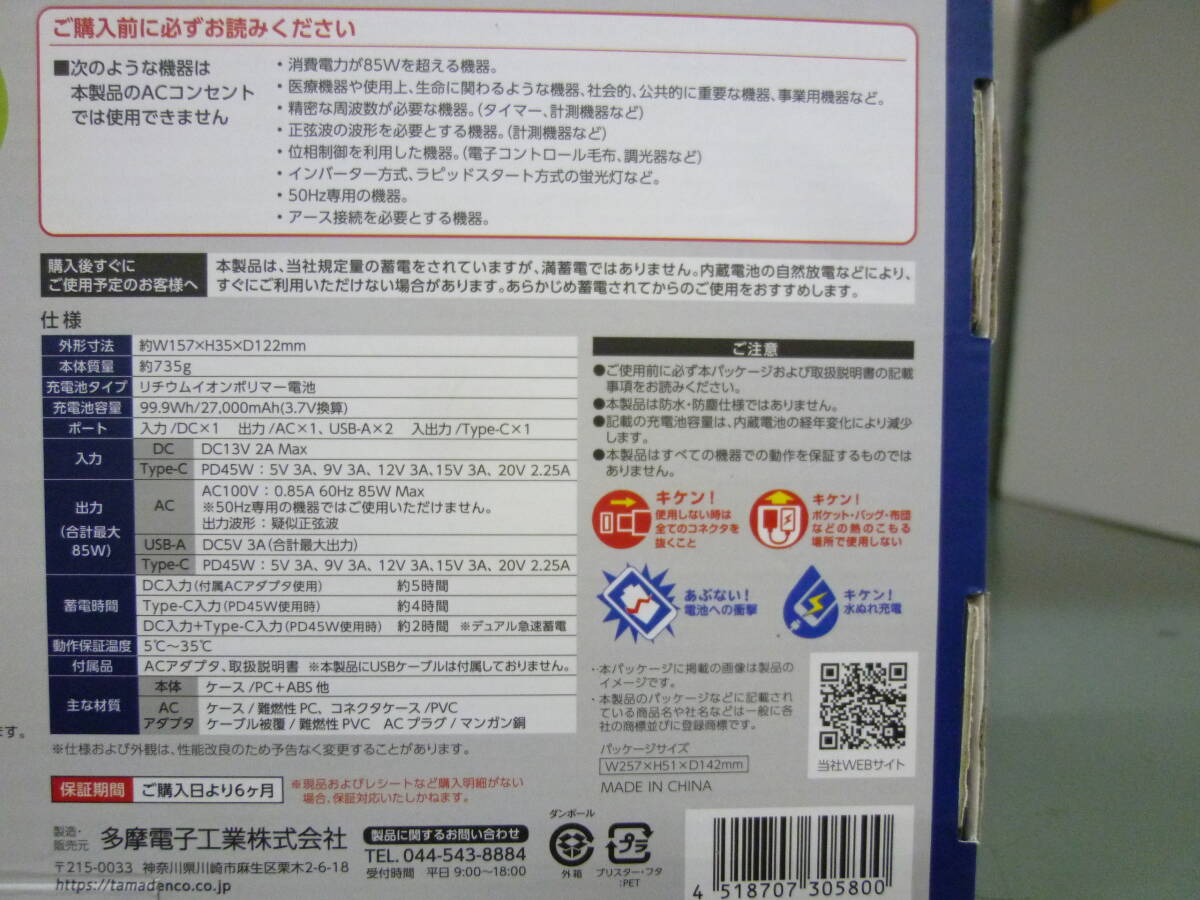 ご購入前に必ずお読みください
■次のような機器は
本製品のACコンセント
では使用できません
・消費電力が85Wを超える機器。
・医療機器や使用上、生命に関わるような機器、社会的、公共的に重要な機器、事業用機器など。
・精密な周波数が必要な機器。(タイマー、計測機器など)
・正弦波の波形を必要とする機器。(計測機器など)
・位相制御を利用した機器。(電子コントロール毛布、調光器など)
・インバーター方式、ラピッドスタート方式の蛍光灯など。
・50Hz専用の機器。
・アース接続を必要とする機器。
購入後すぐに
ご使用予定のお客様へ
本製品は、当社規定量の蓄電をされていますが、満蓄電ではありません。内蔵電池の自然放電などにより、
すぐにご利用いただけない場合があります。あらかじめ蓄電されてからのご使用をおすすめします。
仕様
外形寸法 約W157×H35×D122mm
本体質量 約735g
充電池タイプ リチウムイオンポリマー電池
充電池容量 99.9Wh/27,000mAh(3.7V換算)
ポート 入力/DC×1 出力/AC×1、USB-A×2 入出力/Type-C×1
入力 DC DC13V 2A Max
Type-C PD45W：5V 3A、9V 3A、12V 3A、15V 3A、20V 2.25A
出力
(合計最大
85W)
AC AC100V：0.85A 60Hz 85W Max
※50Hz専用の機器ではご使用いただけません。
出力波形：疑似正弦波
USB-A DC5V 3A(合計最大出力)
Type-C PD45W：5V 3A、9V 3A、12V 3A、15V 3A、20V 2.25A
蓄電時間 DC入力(付属ACアダプタ使用) 約5時間
Type-C入力(PD45W使用時) 約4時間
DC入力+Type-C入力(PD45W使用時) 約2時間 ※デュアル急速蓄電
動作保証温度 5℃～35℃
付属品 ACアダプタ、取扱説明書 ※本製品にUSBケーブルは付属しておりません。
主な材質 本体 ケース/PC+ABS 他
AC
アダプタ
ケース/難燃性PC、コネクタケース/PVC
ケーブル被覆/難燃性PVC ACプラグ/マンガン銅
※仕様および外観は、性能改良のため予告なく変更することがあります。
ます。
ご注意
●ご使用前に必ず本パッケージおよび取扱説明書の記載
事項をお読みください。
●本製品は防水・防塵仕様ではありません。
●記載の充電池容量は、内蔵電池の経年変化により減少
します。
●本製品はすべての機器での動作を保証するものでは
ありません。
キケン!
使用しない時は
全てのコネクタを
抜くこと
キケン!
ポケット・バッグ・布団
などの熱のこもる
場所で使用しない
あぶない!
電池への衝撃
キケン!
水ぬれ充電
・本パッケージに掲載の画像は製品の
イメージです。
・本製品のパッケージなどに記載され
ている商品名や社名などは一般に各
社の商標並びに登録商標です。
パッケージサイズ
W257×H51×D142mm
MADE IN CHINA
当社WEBサイト
保証期間 ご購入日より6ヶ月
※現品およびレシートなど購入明細がない
場合、保証対応いたしかねます。
製造・
販売元
多摩電子工業株式会社
〒215-0033 神奈川県川崎市麻生区栗木2-6-18
https://tamadenco.co.jp
製品に関するお問い合わせ
TEL. 044-543-8884
受付時間 平日 9:00～18:00
ダンボール
外箱
プラ
ブリスター・フタ
:PET
4 518707 305800